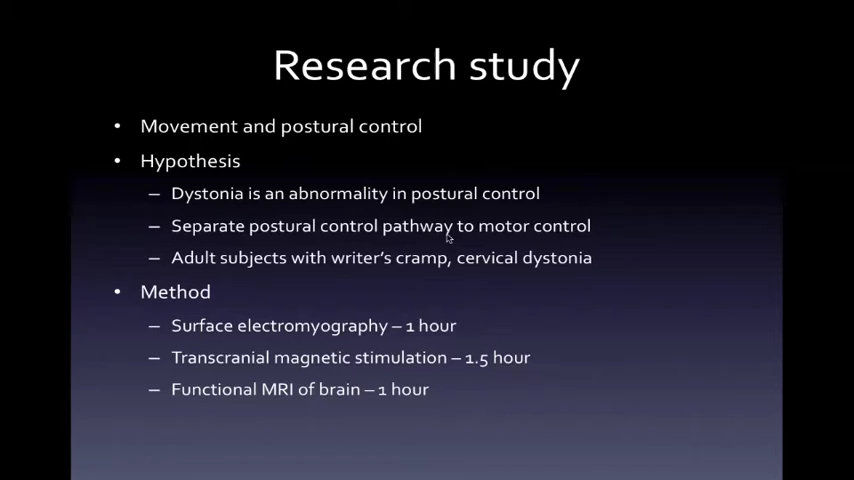 Research study
• Movement and postural control
• Hypothesis
– Dystonia is an abnormality in postural control
– Separate postural control pathway to motor control
– Adult subjects with writer's cramp, cervical dystonia
• Method
– Surface electromyography – 1 hour
– Transcranial magnetic stimulation – 1.5 hour
– Functional MRI of brain – 1 hour